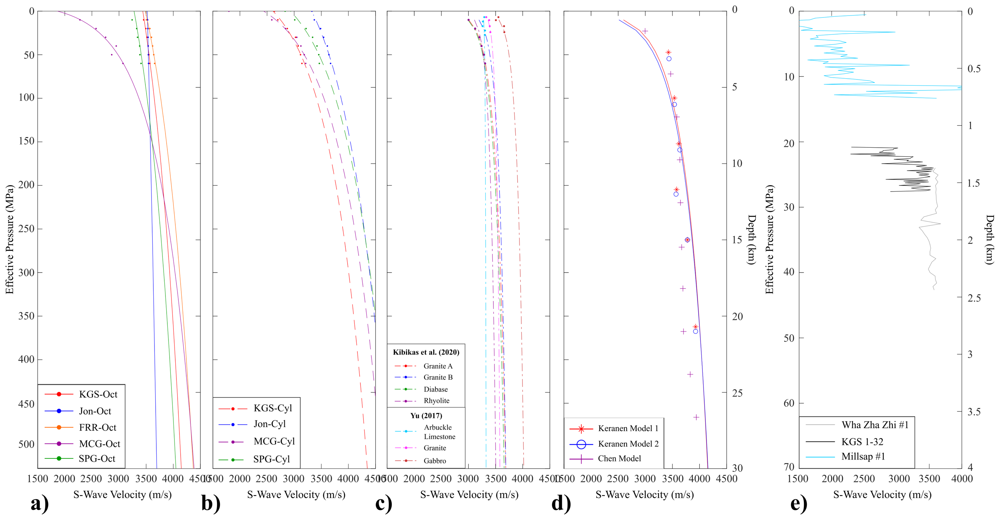 0
50
100
150
200
250
300
350
400
450
500
Effective Pressure (MPa)
KGS-Oct
Jon-Oct
FRR-Oct
MCG-Oct
SPG-Oct
1500 2000 2500 3000 3500 4000 4500
S-Wave Velocity (m/s)
a)
KGS-Cyl
Jon-Cyl
MCG-Cyl
SPG-Cyl
1500 2000 2500 3000 3500 4000 4500
S-Wave Velocity (m/s)
b)
Kibikas et al. (2020)
Granite A
Granite B
Diabase
Rhyolite
Yu (2017)
Arbuckle
Limestone
Granite
Gabbro
1500 2000 2500 3000 3500 4000 4500
S-Wave Velocity (m/s)
c)
Keranen Model 1
Keranen Model 2
Chen Model
0
5
10
15
20
25
30
Depth (km)
1500 2000 2500 3000 3500 4000 4500
S-Wave Velocity (m/s)
d)
0
10
20
30
40
50
60
70
Effective Pressure (MPa)
Wha Zha Zhi #1
KGS 1-32
Millsap #1
0
0.5
1
1.5
2
2.5
3
3.5
4
Depth (km)
1500 2000 2500 3000 3500 4000
S-Wave Velocity (m/s)
e)